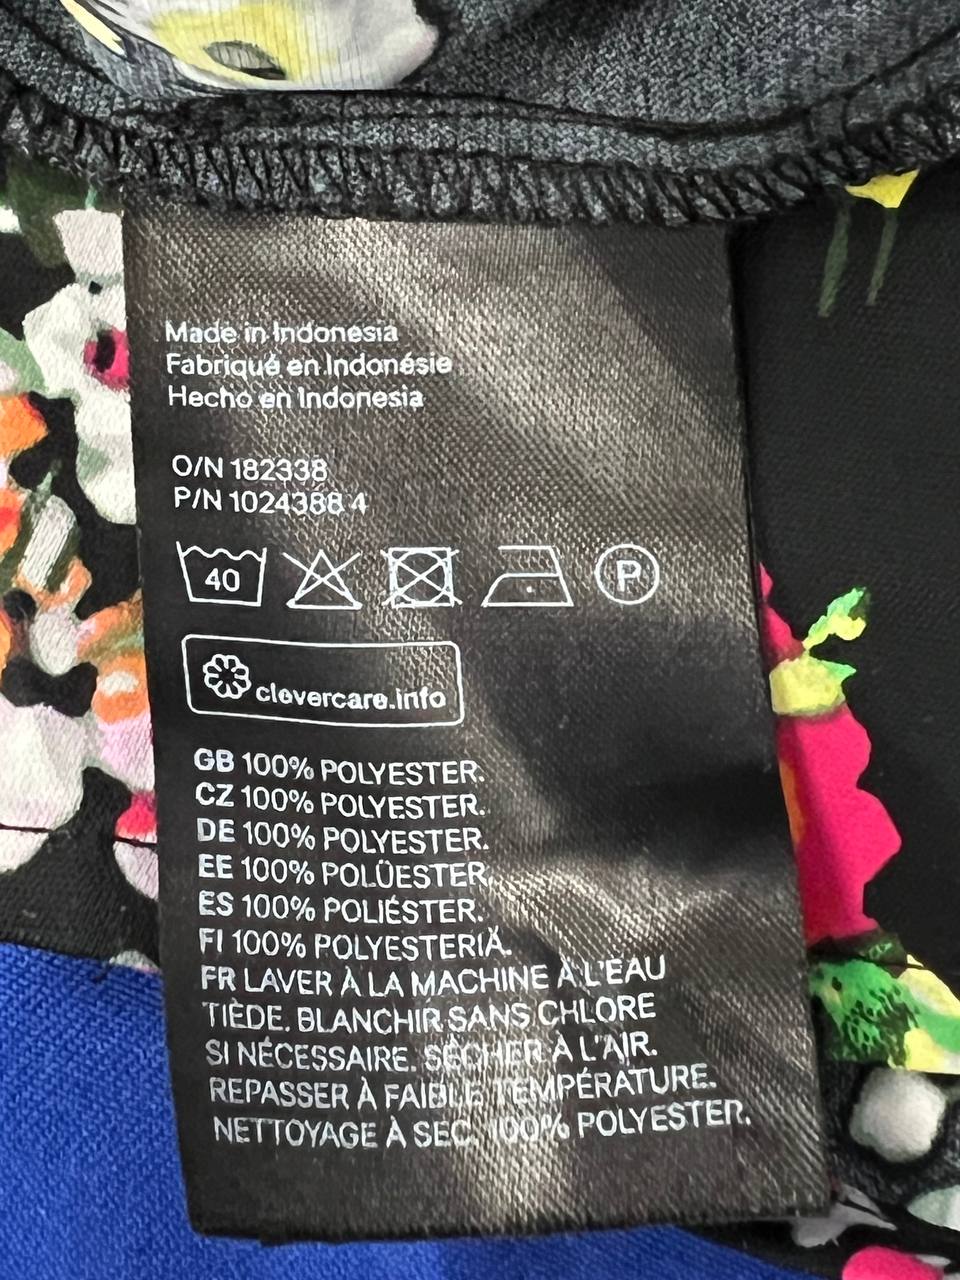 Made in Indonesia
Fabriqué en Indonésie
Hecho en Indonesia
O/N 182338
P/N 1024388 4
40
P
clevercare.info
GB 100% POLYESTER.
CZ 100% POLYESTER.
DE 100% POLYESTER.
EE 100% POLÜESTER.
ES 100% POLIÉSTER.
FI 100% POLYESTERIÄ.
FR LAVER À LA MACHINE À L'EAU
TIÈDE. BLANCHIR SANS CHLORE
SI NÉCESSAIRE. SÉCHER À L'AIR.
REPASSER À FAIBLE TEMPÉRATURE.
NETTOYAGE À SEC. 100% POLYESTER.